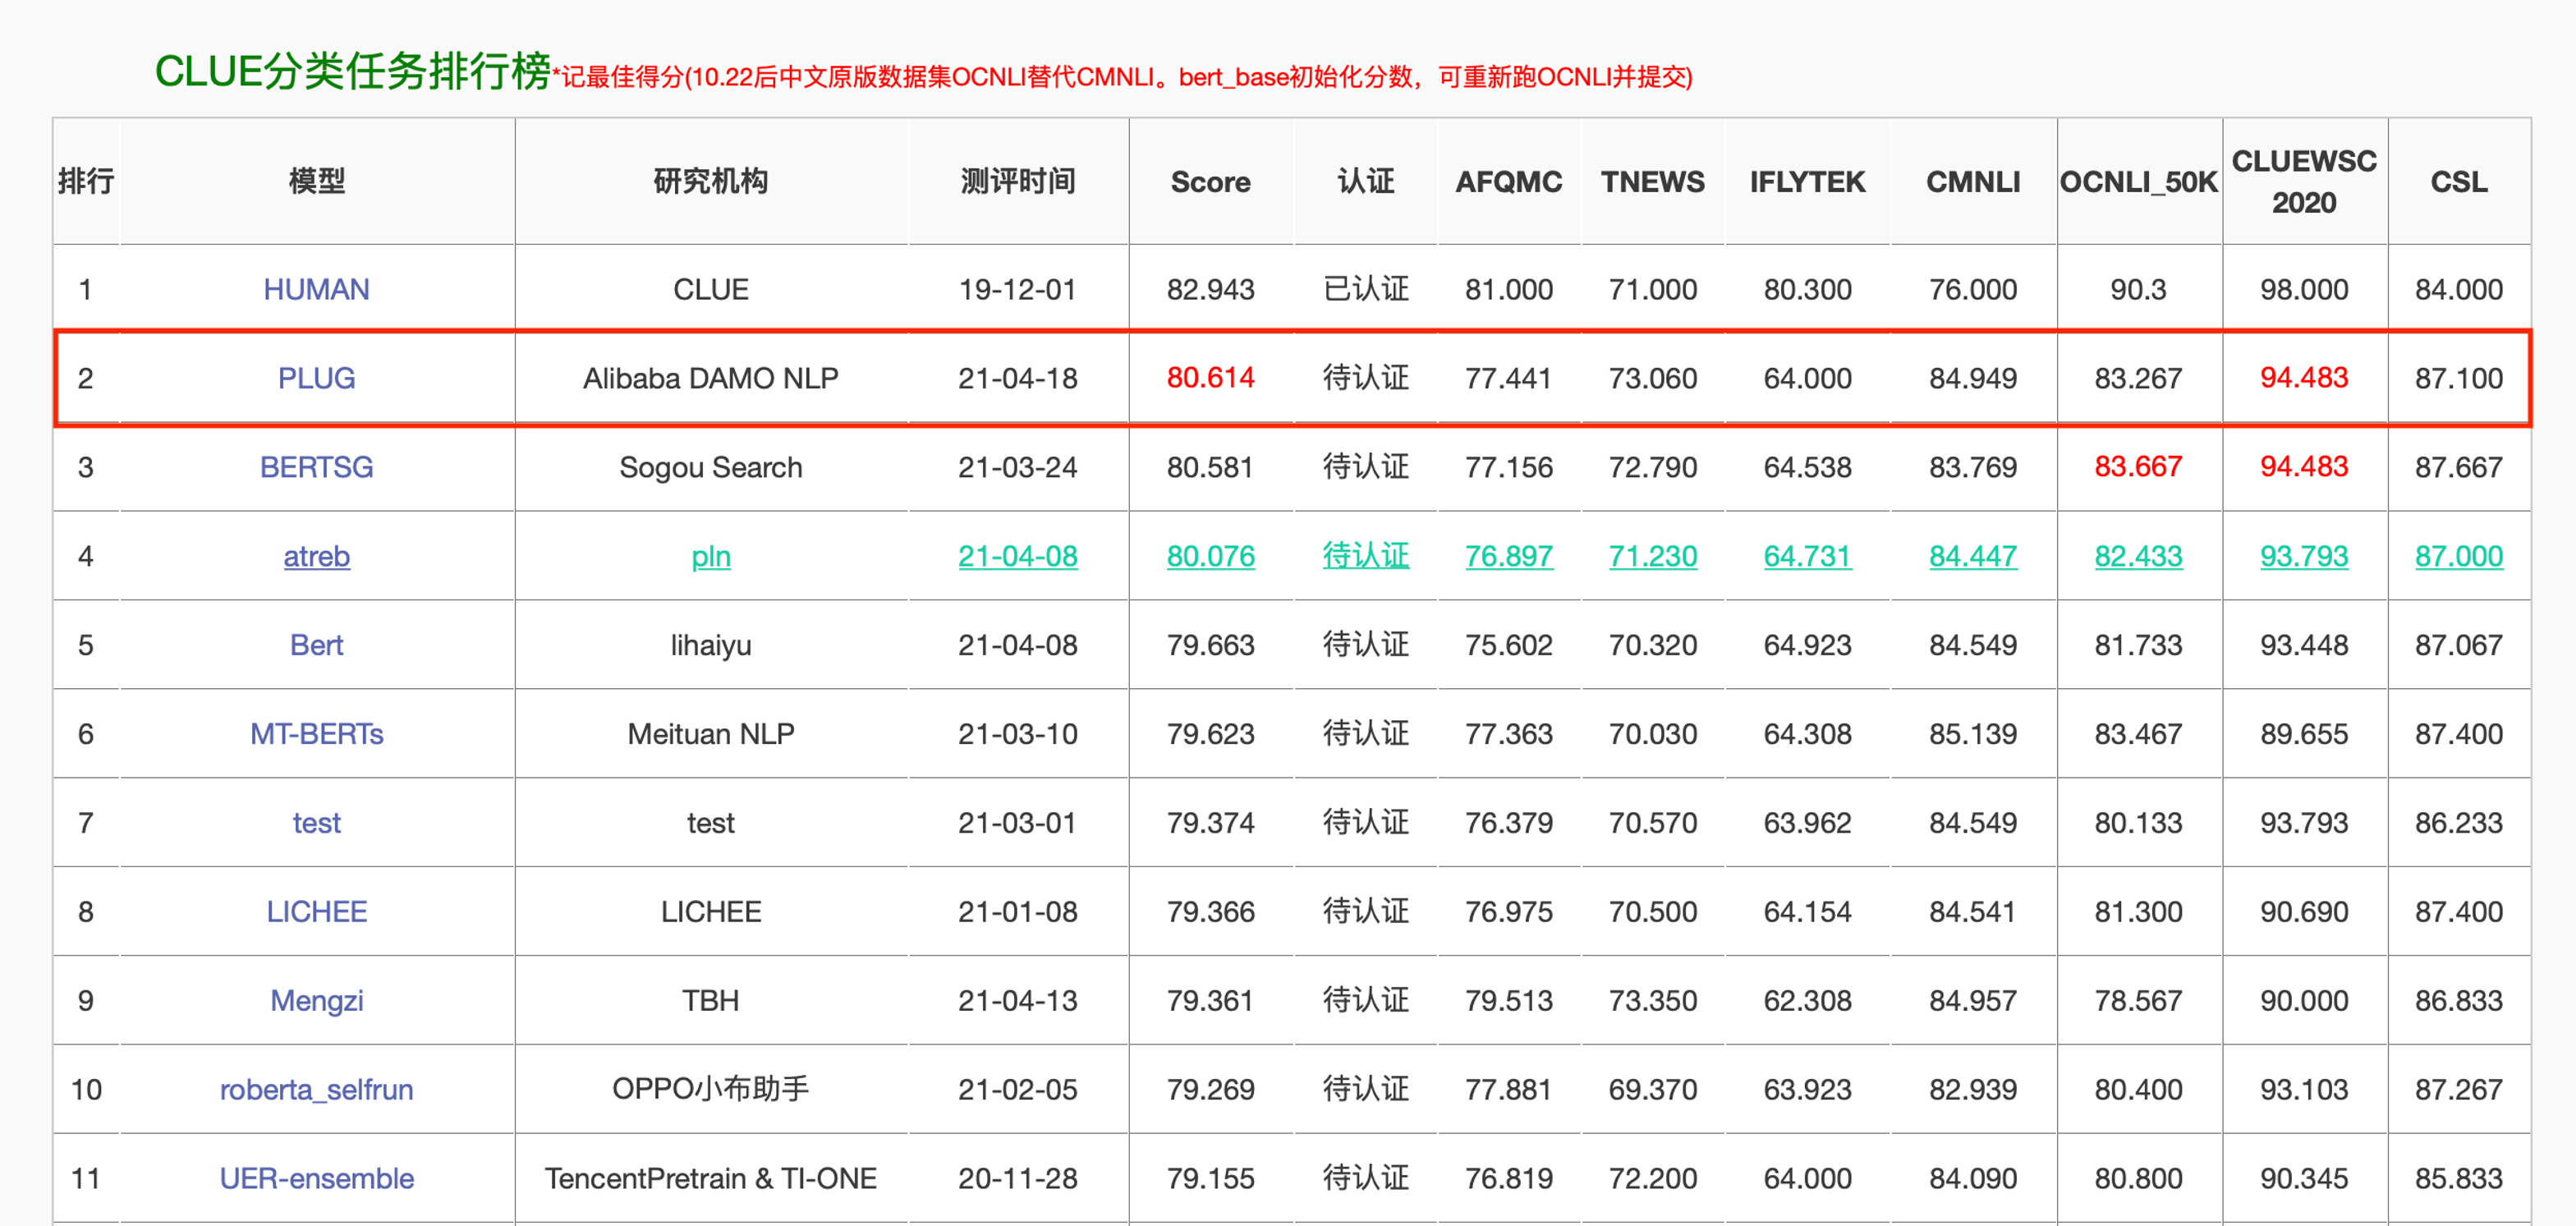 CLUE分类任务排行榜*记最佳得分(10.22后中文原版数据集OCNLI替代CMNLI。bert_base初始化分数，可重新跑OCNLI并提交)
排行 模型 研究机构 测评时间 Score 认证 AFQMC TNEWS IFLYTEK CMNLI OCNLI_50K CLUEWSC 2020 CSL
1 HUMAN CLUE 19-12-01 82.943 已认证 81.000 71.000 80.300 76.000 90.3 98.000 84.000
2 PLUG Alibaba DAMO NLP 21-04-18 80.614 待认证 77.441 73.060 64.000 84.949 83.267 94.483 87.100
3 BERTSG Sogou Search 21-03-24 80.581 待认证 77.156 72.790 64.538 83.769 83.667 94.483 87.667
4 atreb pln 21-04-08 80.076 待认证 76.897 71.230 64.731 84.447 82.433 93.793 87.000
5 Bert lihaiyu 21-04-08 79.663 待认证 75.602 70.320 64.923 84.549 81.733 93.448 87.067
6 MT-BERTs Meituan NLP 21-03-10 79.623 待认证 77.363 70.030 64.308 85.139 83.467 89.655 87.400
7 test test 21-03-01 79.374 待认证 76.379 70.570 63.962 84.549 80.133 93.793 86.233
8 LICHEE LICHEE 21-01-08 79.366 待认证 76.975 70.500 64.154 84.541 81.300 90.690 87.400
9 Mengzi TBH 21-04-13 79.361 待认证 79.513 73.350 62.308 84.957 78.567 90.000 86.833
10 roberta_selfrun OPPO小布助手 21-02-05 79.269 待认证 77.881 69.370 63.923 82.939 80.400 93.103 87.267
11 UER-ensemble TencentPretrain & TI-ONE 20-11-28 79.155 待认证 76.819 72.200 64.000 84.090 80.800 90.345 85.833